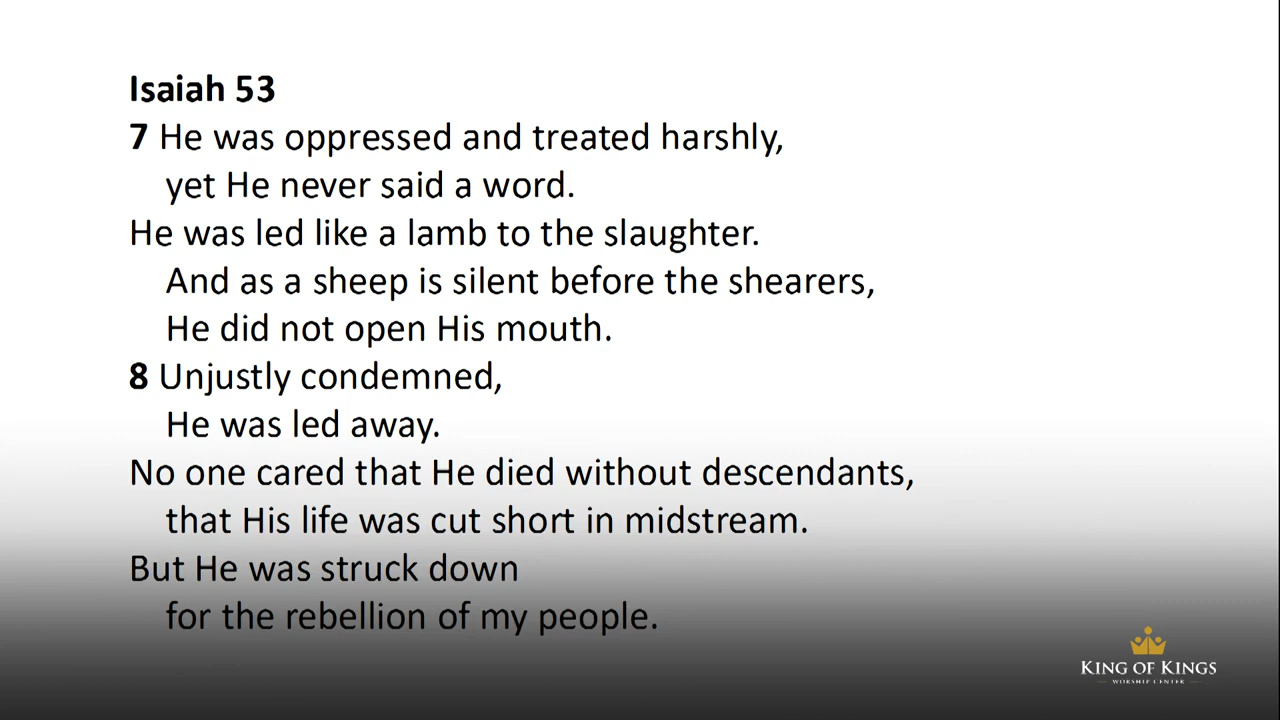 Isaiah 53
7 He was oppressed and treated harshly,
yet He never said a word.
He was led like a lamb to the slaughter.
And as a sheep is silent before the shearers,
He did not open His mouth.
8 Unjustly condemned,
He was led away.
No one cared that He died without descendants,
that His life was cut short in midstream.
But He was struck down
for the rebellion of my people.
KING OF KINGS
WORSHIP CENTER